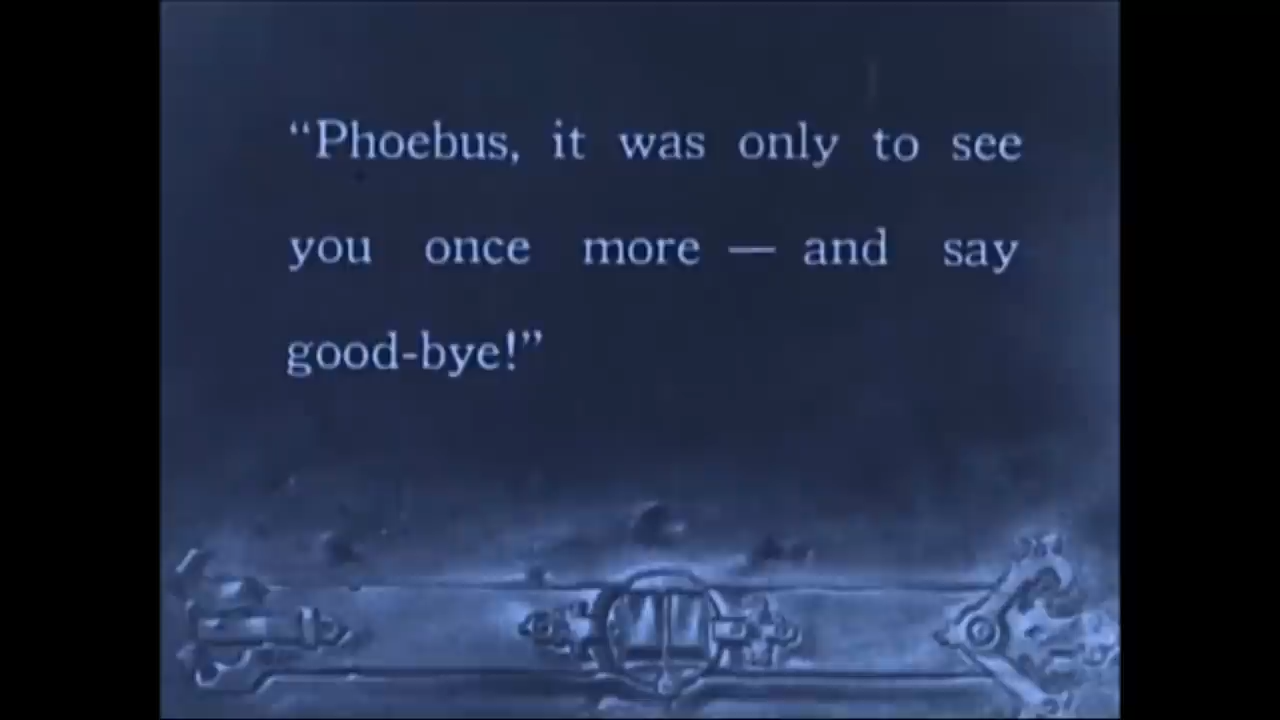 “Phoebus, it was only to see
you once more — and say
good-bye!”